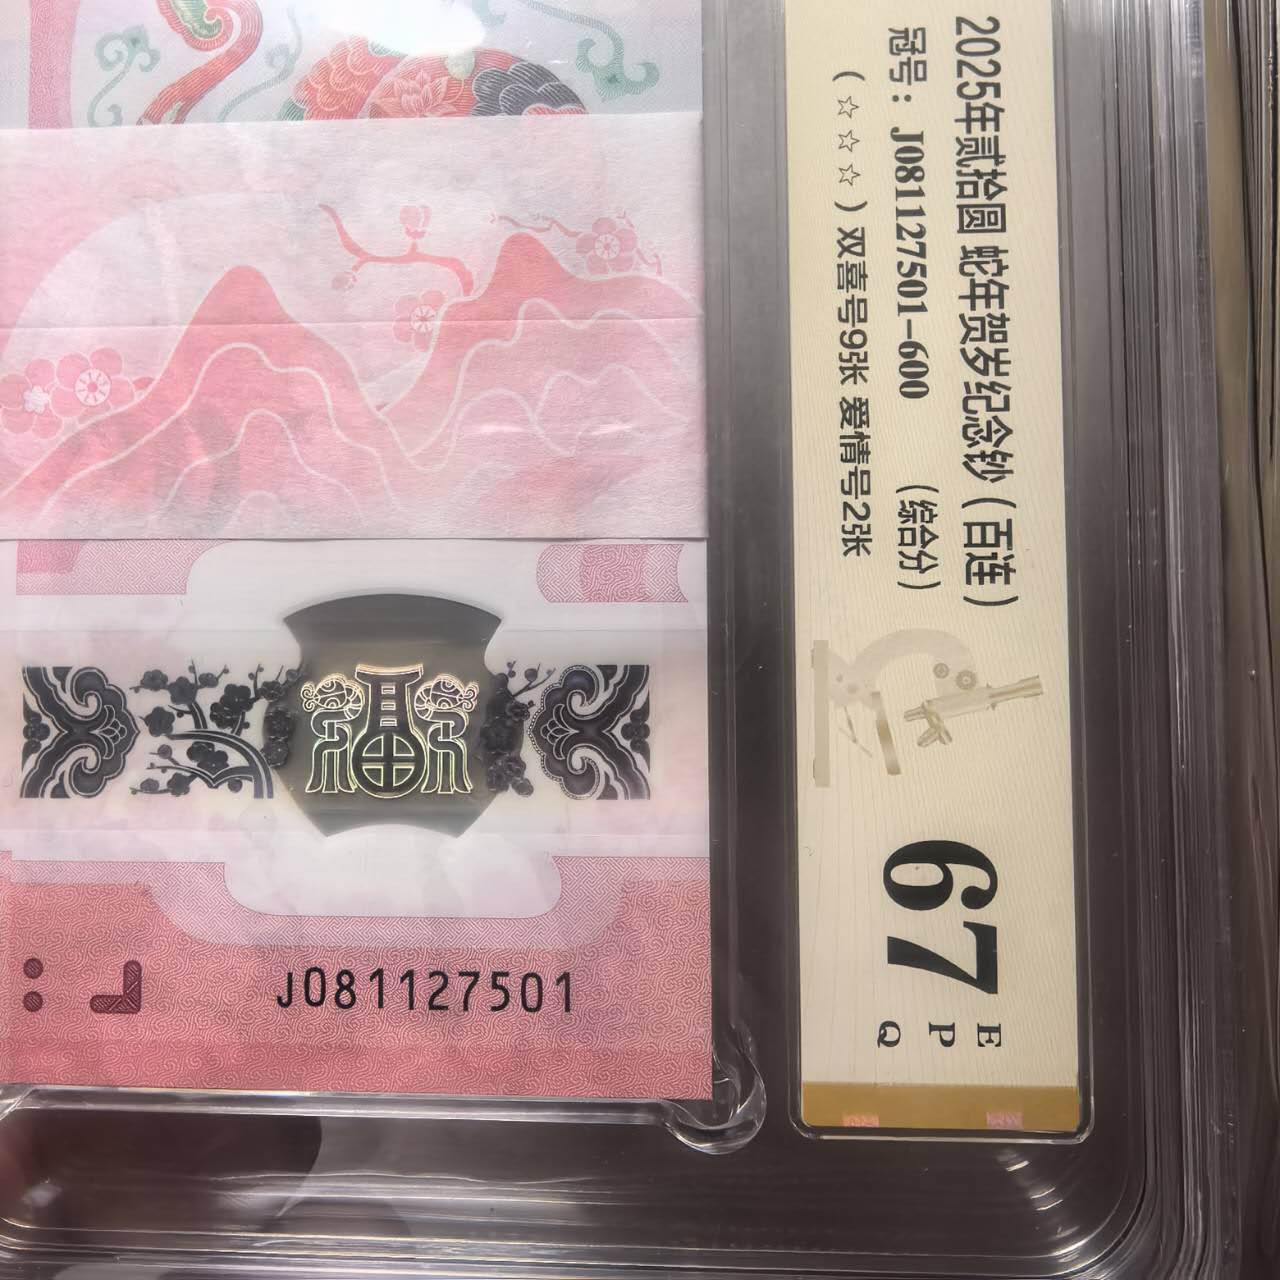 2025年贰拾圆 蛇年贺岁纪念钞（百连）
冠号：J081127501-600 （综合分）
（☆☆☆）双喜号9张 爱情号2张
67
E
P
Q
J081127501